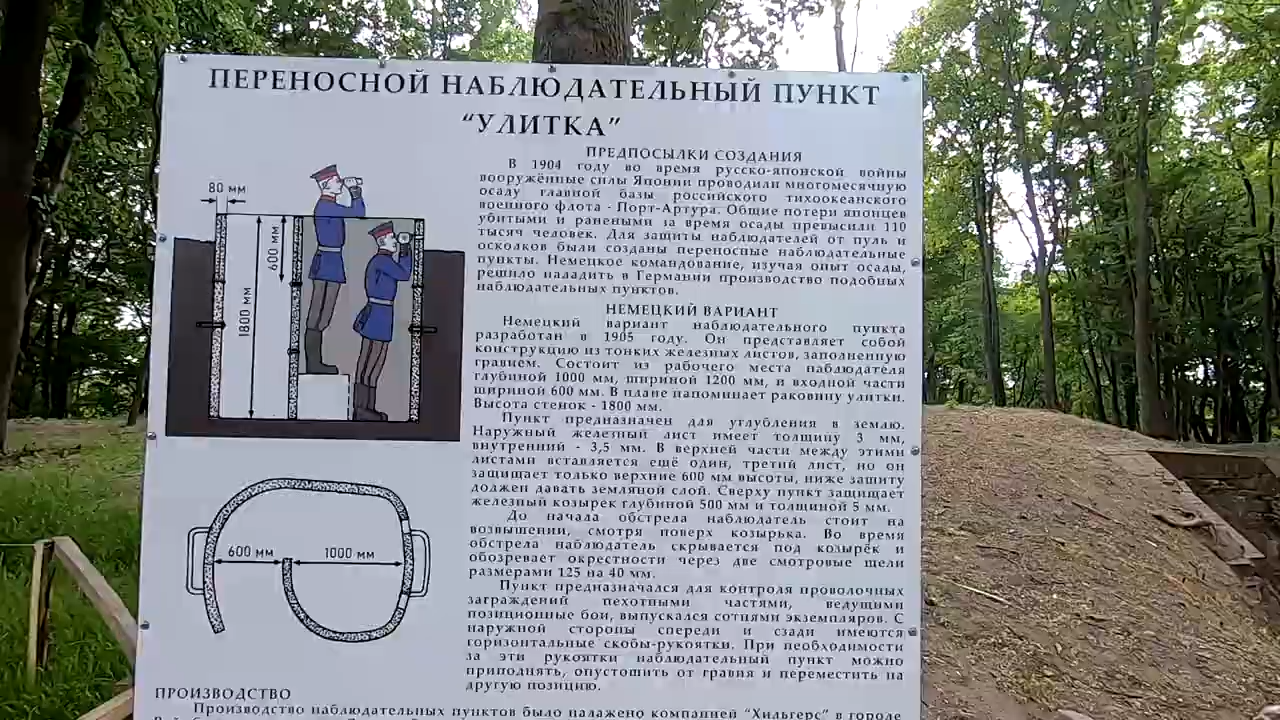 ПЕРЕНОСНОЙ НАБЛЮДАТЕЛЬНЫЙ ПУНКТ
“УЛИТКА”
ПРЕДПОСЫЛКИ СОЗДАНИЯ
В 1904 году во время русско-японской войны
вооружённые силы Японии проводили многомесячную
осаду главной базы российского тихоокеанского
военного флота - Порт-Артура. Общие потери японцев
убитыми и ранеными за время осады превысили 110
тысяч человек. Для защиты наблюдателей от пуль и
осколков были созданы переносные наблюдательные
пункты. Немецкое командование, изучая опыт осады,
решило наладить в Германии производство подобных
наблюдательных пунктов.
НЕМЕЦКИЙ ВАРИАНТ
Немецкий вариант наблюдательного пункта
разработан в 1905 году. Он представляет собой
конструкцию из тонких железных листов, заполненную
гравием. Состоит из рабочего места наблюдателя
глубиной 1000 мм, шириной 1200 мм, и входной части
шириной 600 мм. В плане напоминает раковину улитки.
Высота стенок - 1800 мм.
Пункт предназначен для углубления в землю.
Наружный железный лист имеет толщину 3 мм,
внутренний - 3,5 мм. В верхней части между этими
листами вставляется ещё один, третий лист, но он
защищает только верхние 600 мм высоты, ниже защиту
должен давать земляной слой. Сверху пункт защищает
железный козырек глубиной 500 мм и толщиной 5 мм.
До начала обстрела наблюдатель стоит на
возвышении, смотря поверх козырька. Во время
обстрела наблюдатель скрывается под козырёк и
обозревает окрестности через две смотровые щели
размерами 125 на 40 мм.
Пункт предназначался для контроля проволочных
заграждений пехотными частями, ведущими
позиционные бои, выпускался сотнями экземпляров. С
наружной стороны спереди и сзади имеются
горизонтальные скобы-рукоятки. При необходимости
за эти рукоятки наблюдательный пункт можно
приподнять, опустошить от гравия и переместить на
другую позицию.
80 мм
600 мм
1800 мм
600 мм
1000 мм
ПРОИЗВОДСТВО
Производство наблюдательных пунктов было налажено компанией “Хильгерс” в городе